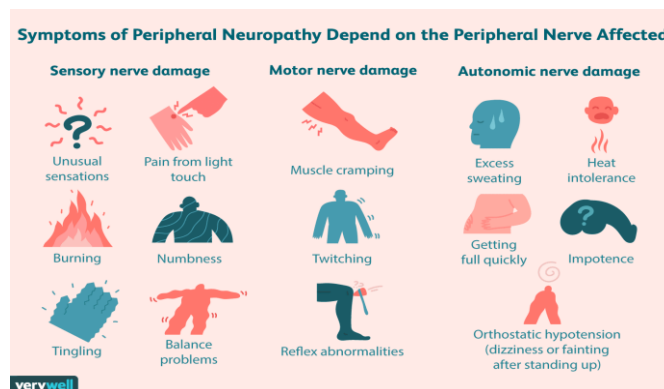 Symptoms of Peripheral Neuropathy Depend on the Peripheral Nerve Affected
Sensory nerve damage
Unusual
sensations
Pain from light
touch
Burning
Numbness
Tingling
Balance
problems
Motor nerve damage
Muscle cramping
Twitching
Reflex abnormalities
Autonomic nerve damage
Excess
sweating
Heat
intolerance
Getting
full quickly
Impotence
Orthostatic hypotension
(dizziness or fainting
after standing up)
verywell